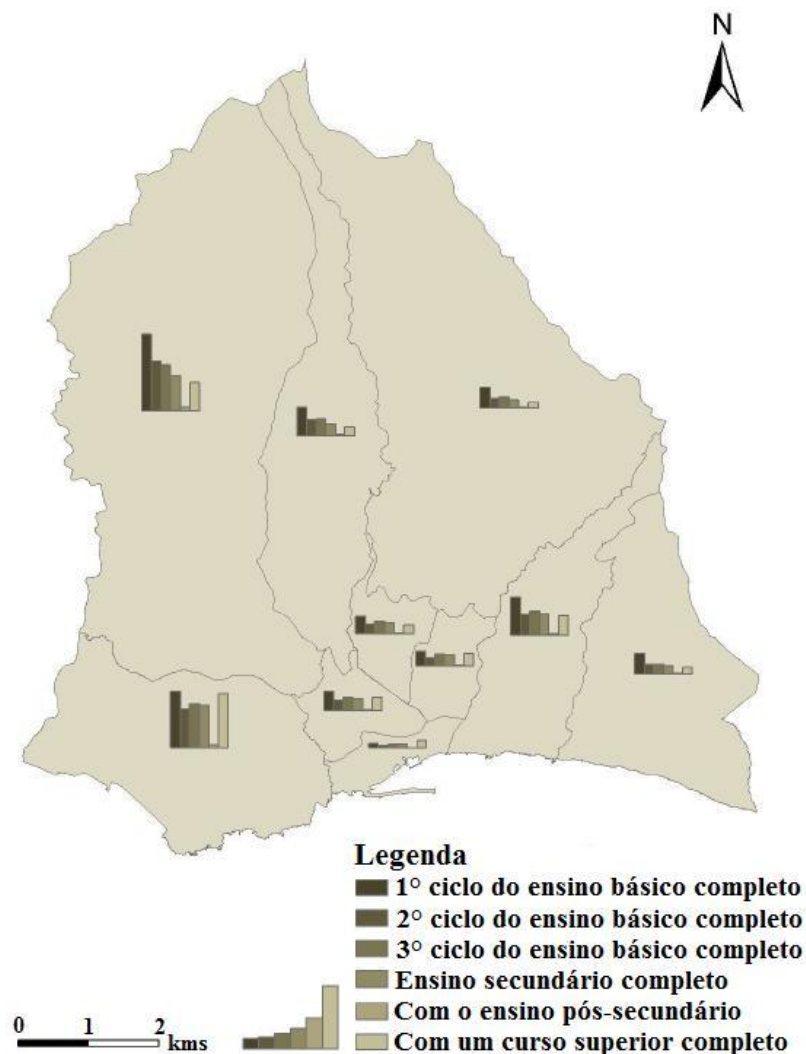 N
Legenda
1° ciclo do ensino básico completo
2° ciclo do ensino básico completo
3° ciclo do ensino básico completo
Ensino secundário completo
Com o ensino pós-secundário
Com um curso superior completo
0 1 2
kms